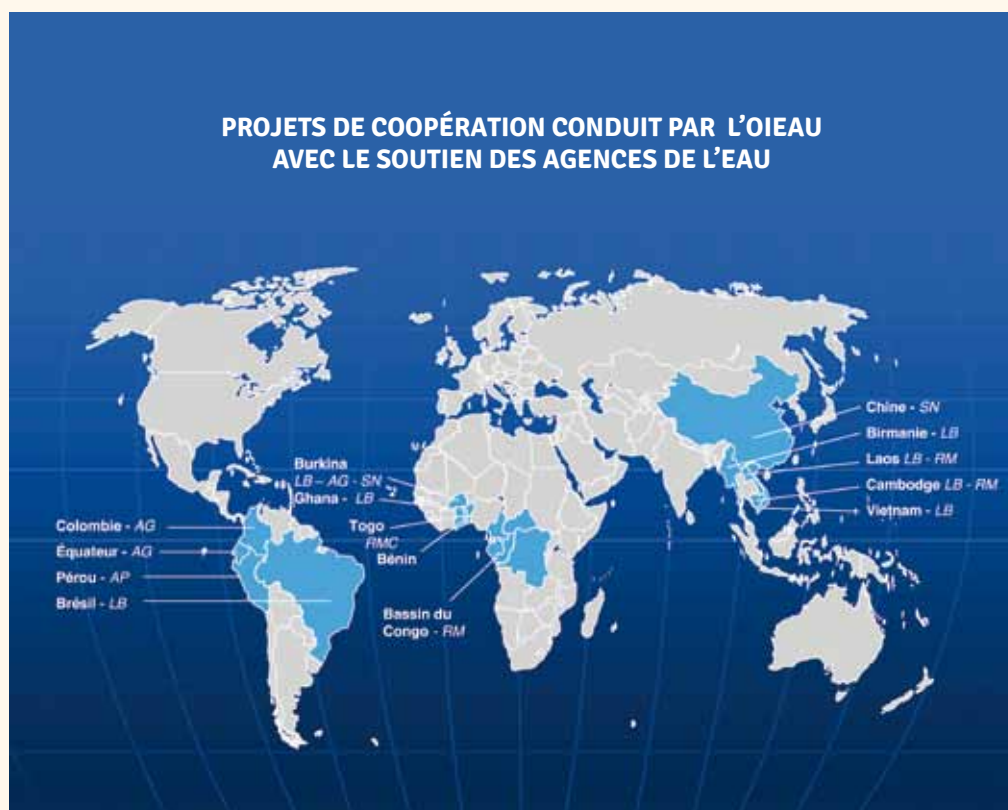 PROJETS DE COOPÉRATION CONDUIT PAR L’OIEAU
AVEC LE SOUTIEN DES AGENCES DE L’EAU
Colombie - AG
Équateur - AG
Pérou - AP
Brésil - LB
Burkina
LB – AG - SN
Ghana - LB
Togo
RMC
Bénin
Bassin du
Congo - RM
Chine - SN
Birmanie - LB
Laos LB - RM
Cambodge LB - RM
Vietnam - LB